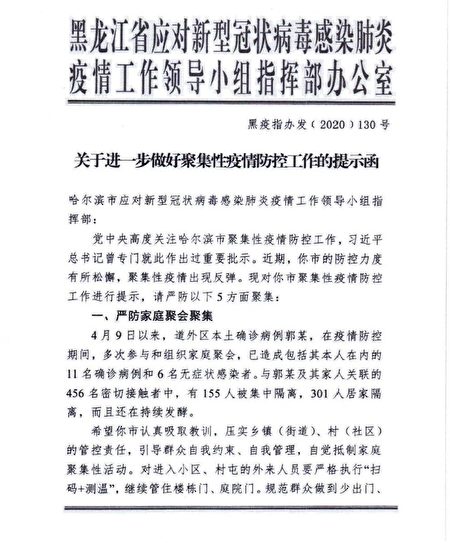 黑龙江省应对新型冠状病毒感染肺炎
疫情工作领导小组指挥部办公室
黑疫指办发〔2020〕130号
关于进一步做好聚集性疫情防控工作的提示函
哈尔滨市应对新型冠状病毒感染肺炎疫情工作领导小组指
挥部:
党中央高度关注哈尔滨市聚集性疫情防控工作,习近平
总书记曾专门就此作出过重要批示。近期,你市的防控力度
有所松懈,聚集性疫情出现反弹。现对你市聚集性疫情防控
工作进行提示,请严防以下5方面聚集:
一、严防家庭聚会聚集
4月9日以来,道外区本土确诊病例郭某,在疫情防控
期间,多次参与和组织家庭聚会,已造成包括其本人在内的
11名确诊病例和6名无症状感染者。与郭某及其家人关联的
456名密切接触者中,有155人被集中隔离,301人居家隔
离,而且还在持续发酵。
希望你市认真吸取教训,压实乡镇(街道)、村(社区)
的管控责任,引导群众自我约束、自我管理,自觉抵制家庭
聚集性活动。对进入小区、村屯的外来人员要严格执行“扫
码+测温”,继续管住楼栋门、庭院门。规范群众做到少出门、